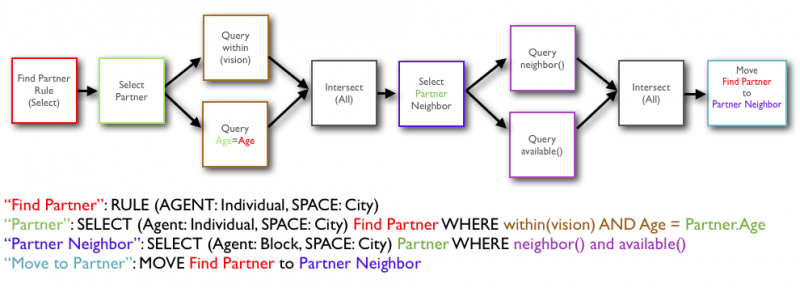 Find Partner
Rule
(Select)
Select
Partner
Query
within
(vision)
Query
Age=Age
Intersect
(All)
Select
Partner
Neighbor
Query
neighbor()
Query
available()
Intersect
(All)
Move
Find Partner
to
Partner Neighbor
“Find Partner”: RULE (AGENT: Individual, SPACE: City)
“Partner”: SELECT (Agent: Individual, SPACE: City) Find Partner WHERE within(vision) AND Age = Partner.Age
“Partner Neighbor”: SELECT (Agent: Block, SPACE: City) Partner WHERE neighbor() and available()
“Move to Partner”: MOVE Find Partner to Partner Neighbor